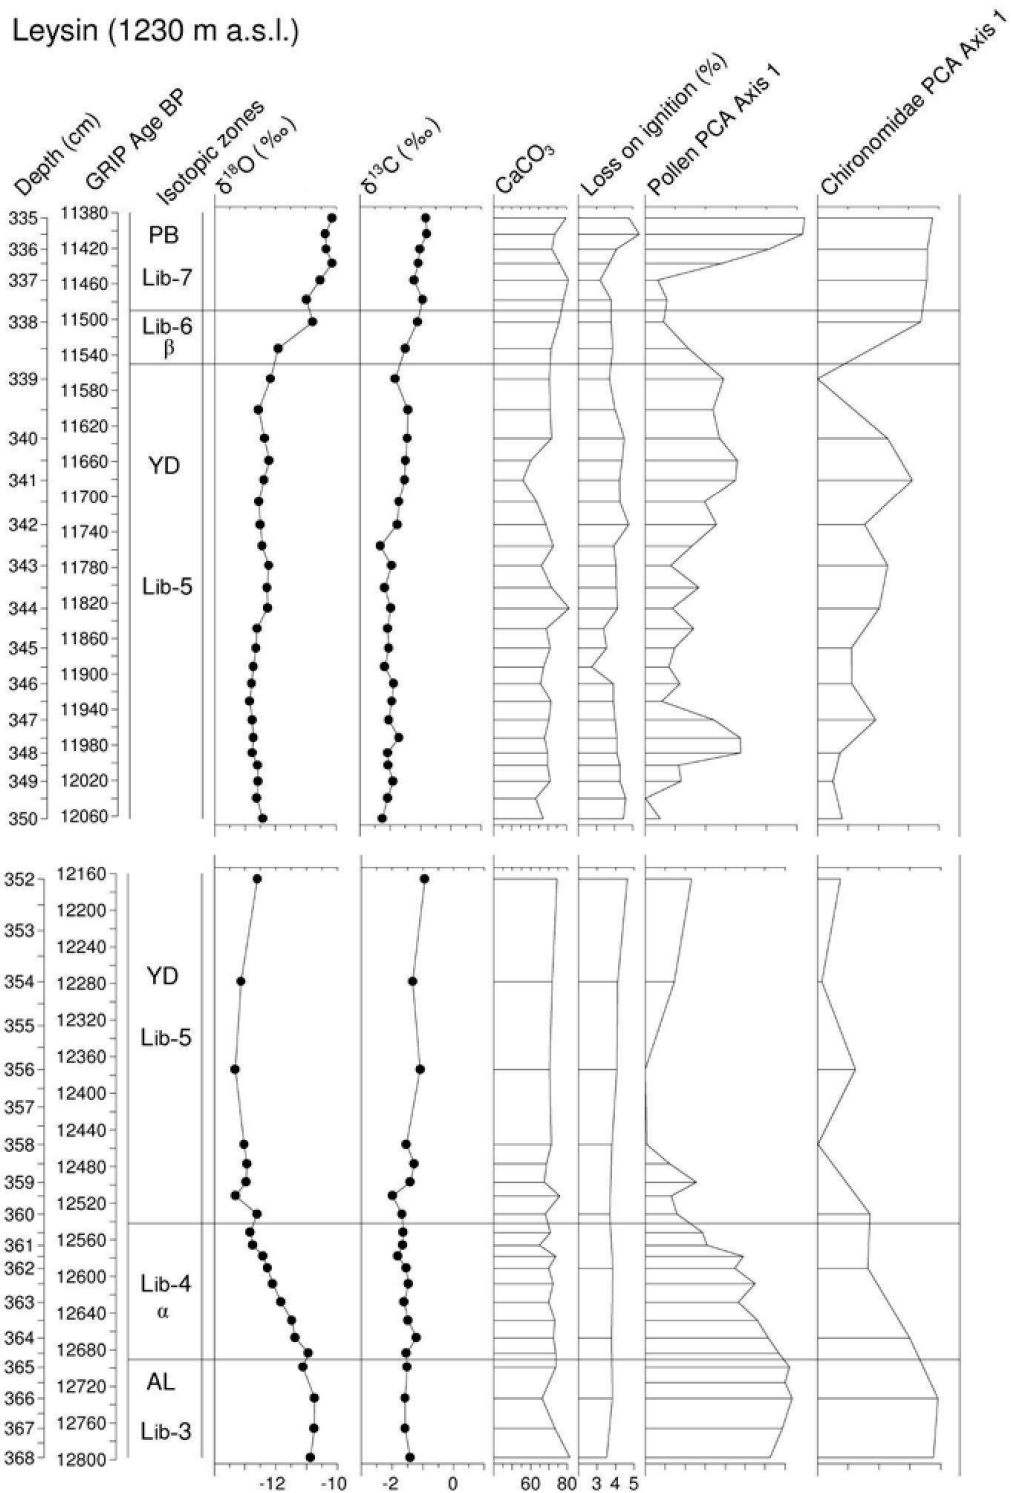 Leysin (1230 m a.s.l.)
Depth (cm)
GRIP Age BP
Isotopic zones
δ¹⁸O (‰)
δ¹³C (‰)
CaCO₃
Loss on ignition (%)
Pollen PCA Axis 1
Chironomidae PCA Axis 1
335
336
337
338
339
340
341
342
343
344
345
346
347
348
349
350
11380
11420
11460
11500
11540
11580
11620
11660
11700
11740
11780
11820
11860
11900
11940
11980
12020
12060
PB
Lib-7
Lib-6
β
YD
Lib-5
352
353
354
355
356
357
358
359
360
361
362
363
364
365
366
367
368
12160
12200
12240
12280
12320
12360
12400
12440
12480
12520
12560
12600
12640
12680
12720
12760
12800
YD
Lib-5
Lib-4
α
AL
Lib-3
-12 -10 -2 0 60 80 3 4 5